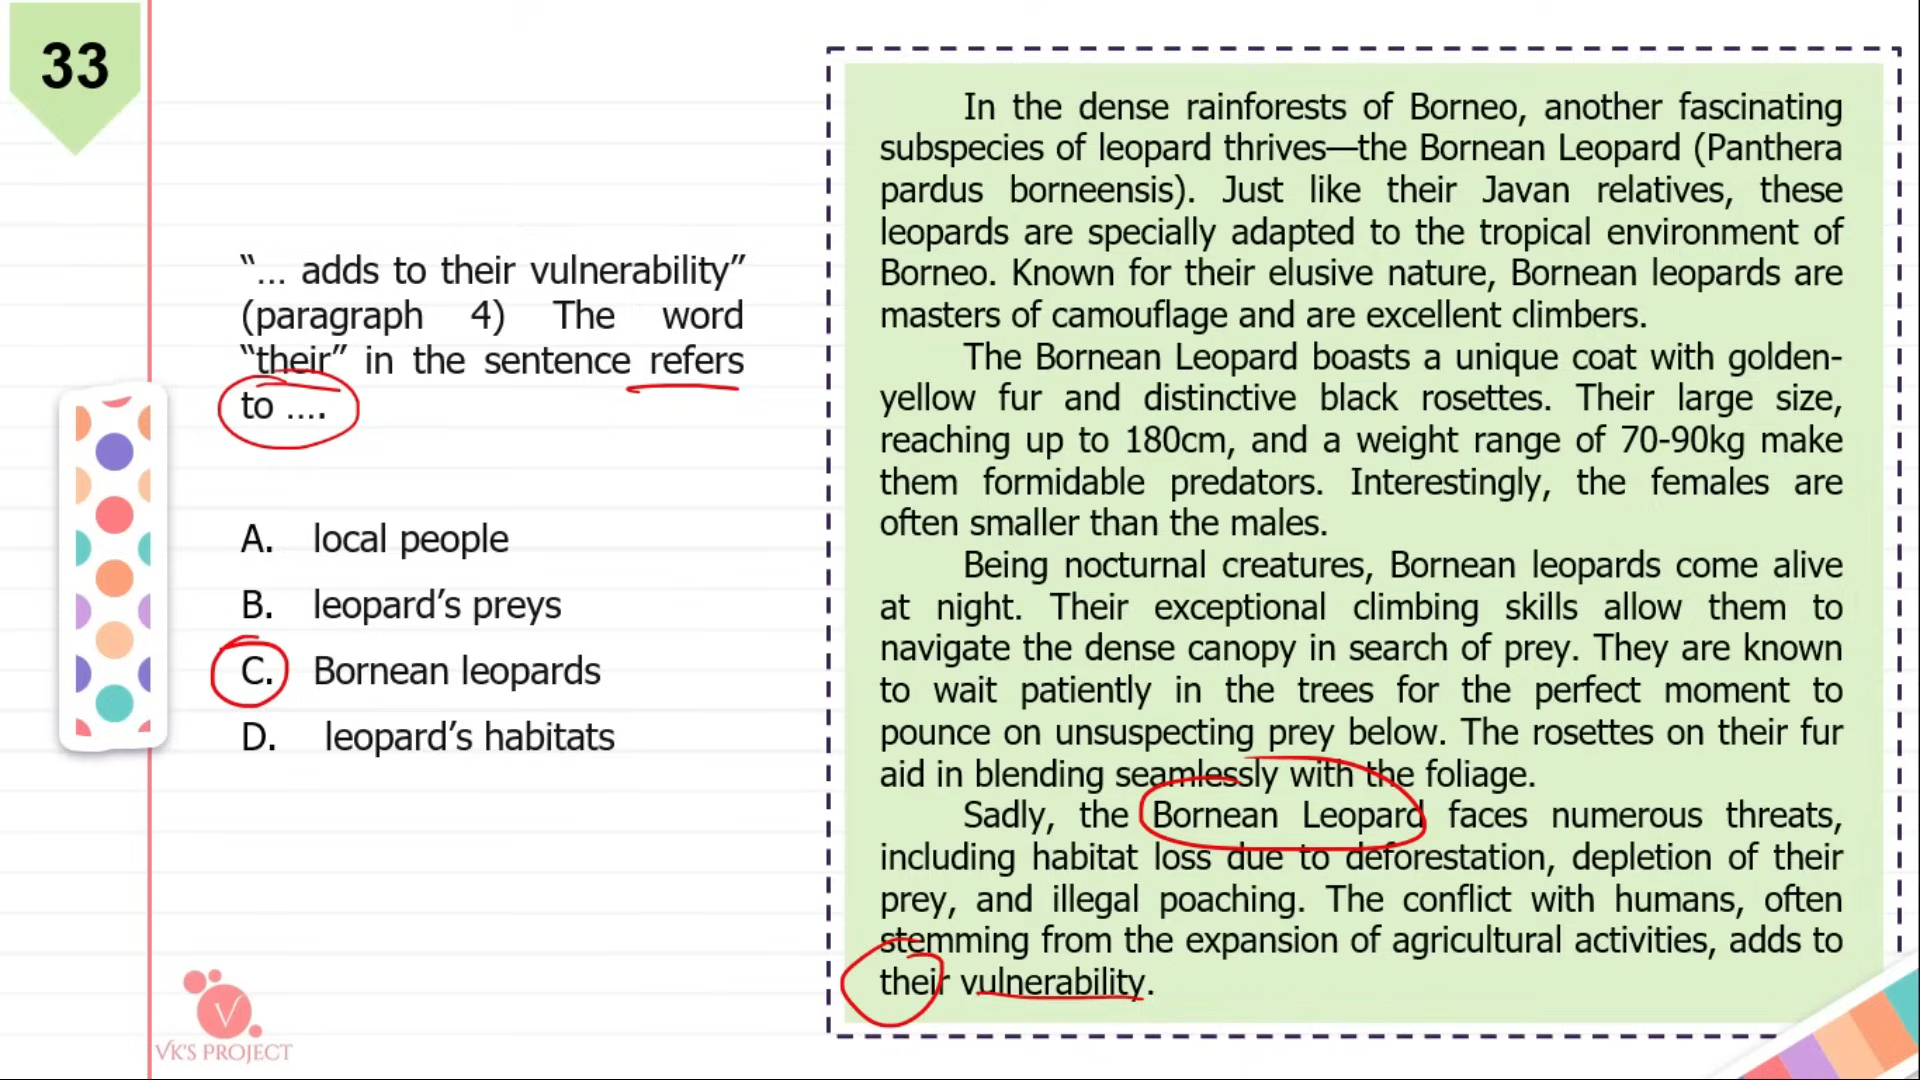 33
“... adds to their vulnerability”
(paragraph 4) The word
“their” in the sentence refers
to ....
A. local people
B. leopard’s preys
C. Bornean leopards
D. leopard’s habitats
In the dense rainforests of Borneo, another fascinating
subspecies of leopard thrives—the Bornean Leopard (Panthera
pardus borneensis). Just like their Javan relatives, these
leopards are specially adapted to the tropical environment of
Borneo. Known for their elusive nature, Bornean leopards are
masters of camouflage and are excellent climbers.
The Bornean Leopard boasts a unique coat with golden-
yellow fur and distinctive black rosettes. Their large size,
reaching up to 180cm, and a weight range of 70-90kg make
them formidable predators. Interestingly, the females are
often smaller than the males.
Being nocturnal creatures, Bornean leopards come alive
at night. Their exceptional climbing skills allow them to
navigate the dense canopy in search of prey. They are known
to wait patiently in the trees for the perfect moment to
pounce on unsuspecting prey below. The rosettes on their fur
aid in blending seamlessly with the foliage.
Sadly, the Bornean Leopard faces numerous threats,
including habitat loss due to deforestation, depletion of their
prey, and illegal poaching. The conflict with humans, often
stemming from the expansion of agricultural activities, adds to
their vulnerability.
V
VK'S PROJECT